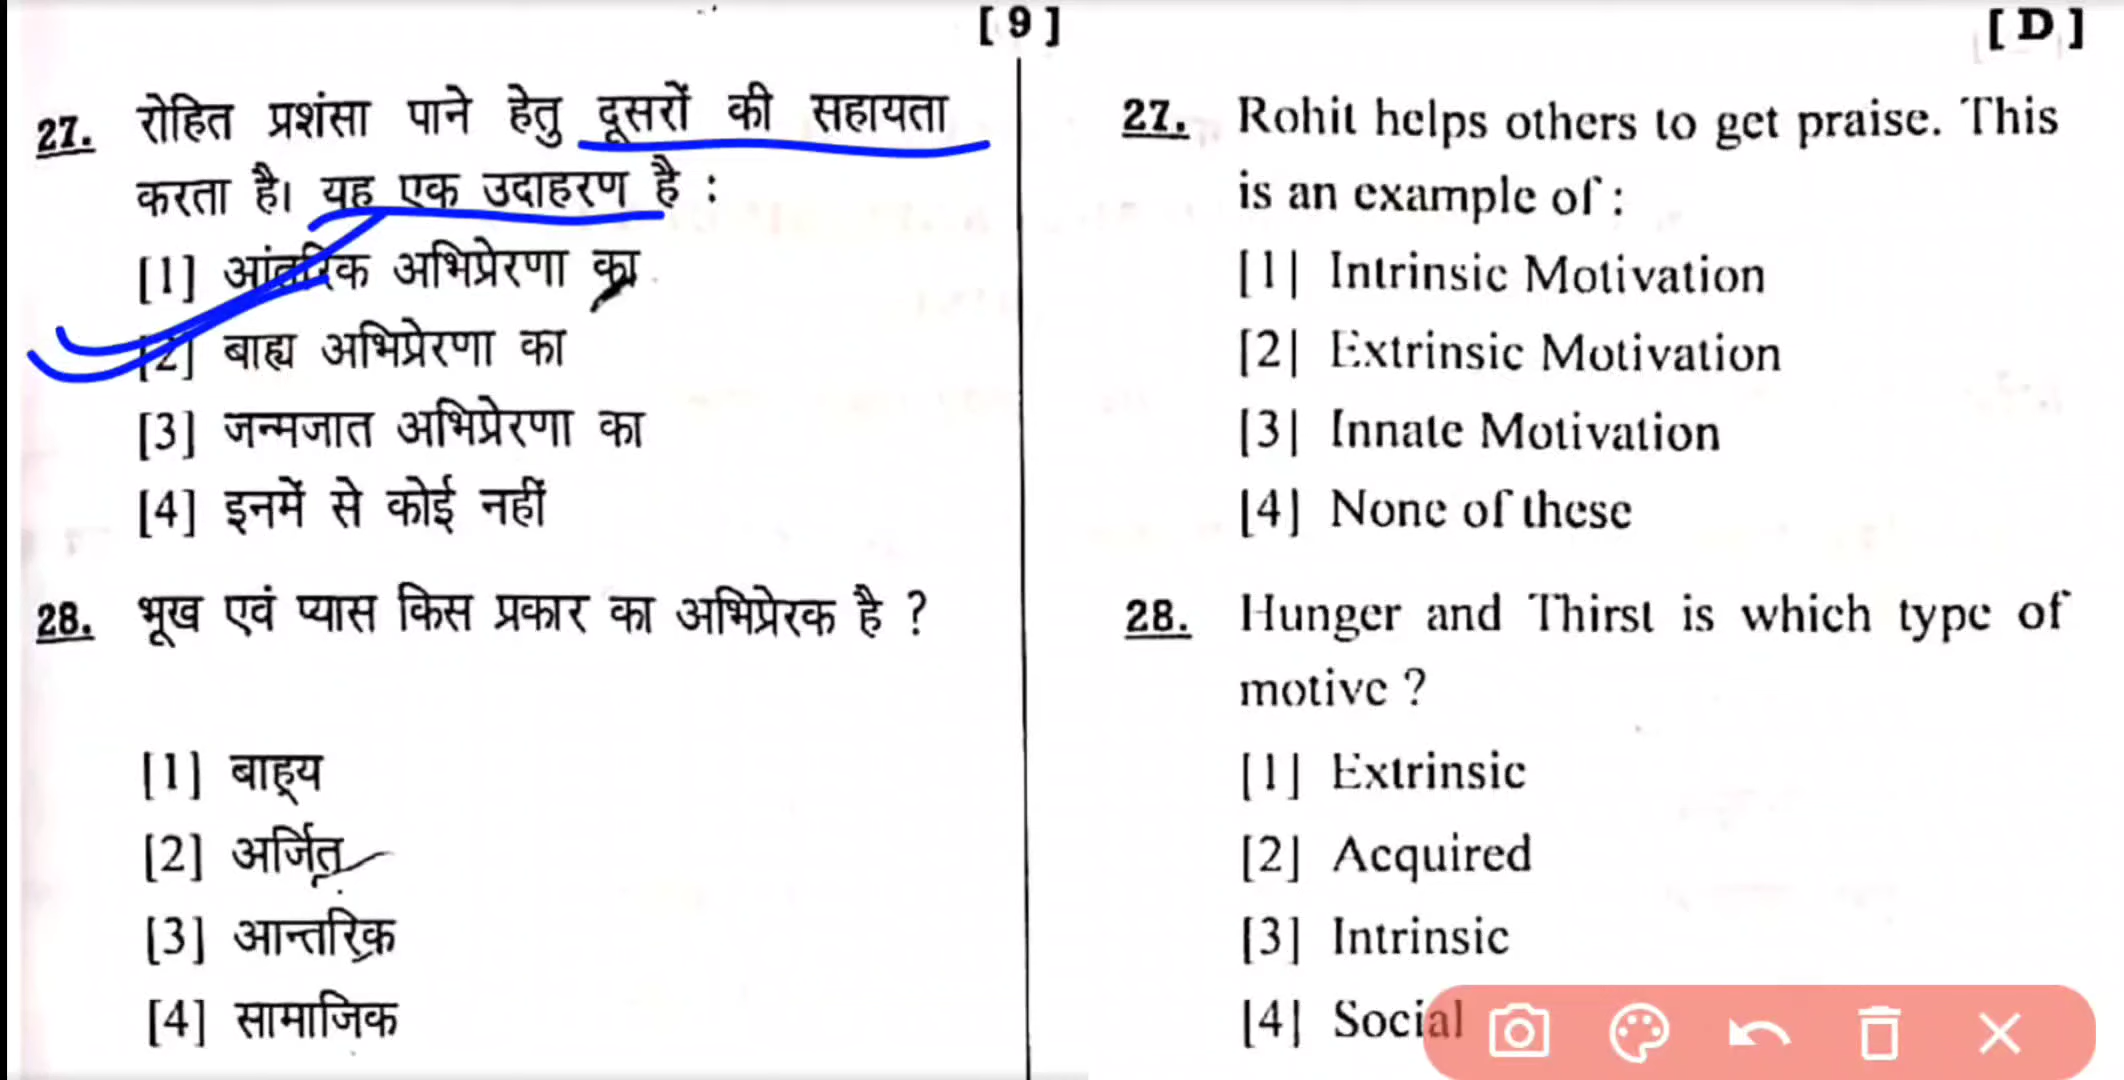 [ 9 ]
[ D ]
27. रोहित प्रशंसा पाने हेतु दूसरों की सहायता
करता है। यह एक उदाहरण है :
[1] आंतरिक अभिप्रेरणा का
[2] बाह्य अभिप्रेरणा का
[3] जन्मजात अभिप्रेरणा का
[4] इनमें से कोई नहीं
28. भूख एवं प्यास किस प्रकार का अभिप्रेरक है ?
[1] बाह्य
[2] अर्जित
[3] आन्तरिक
[4] सामाजिक
27. Rohit helps others to get praise. This
is an example of :
[1] Intrinsic Motivation
[2] Extrinsic Motivation
[3] Innate Motivation
[4] None of these
28. Hunger and Thirst is which type of
motive ?
[1] Extrinsic
[2] Acquired
[3] Intrinsic
[4] Social